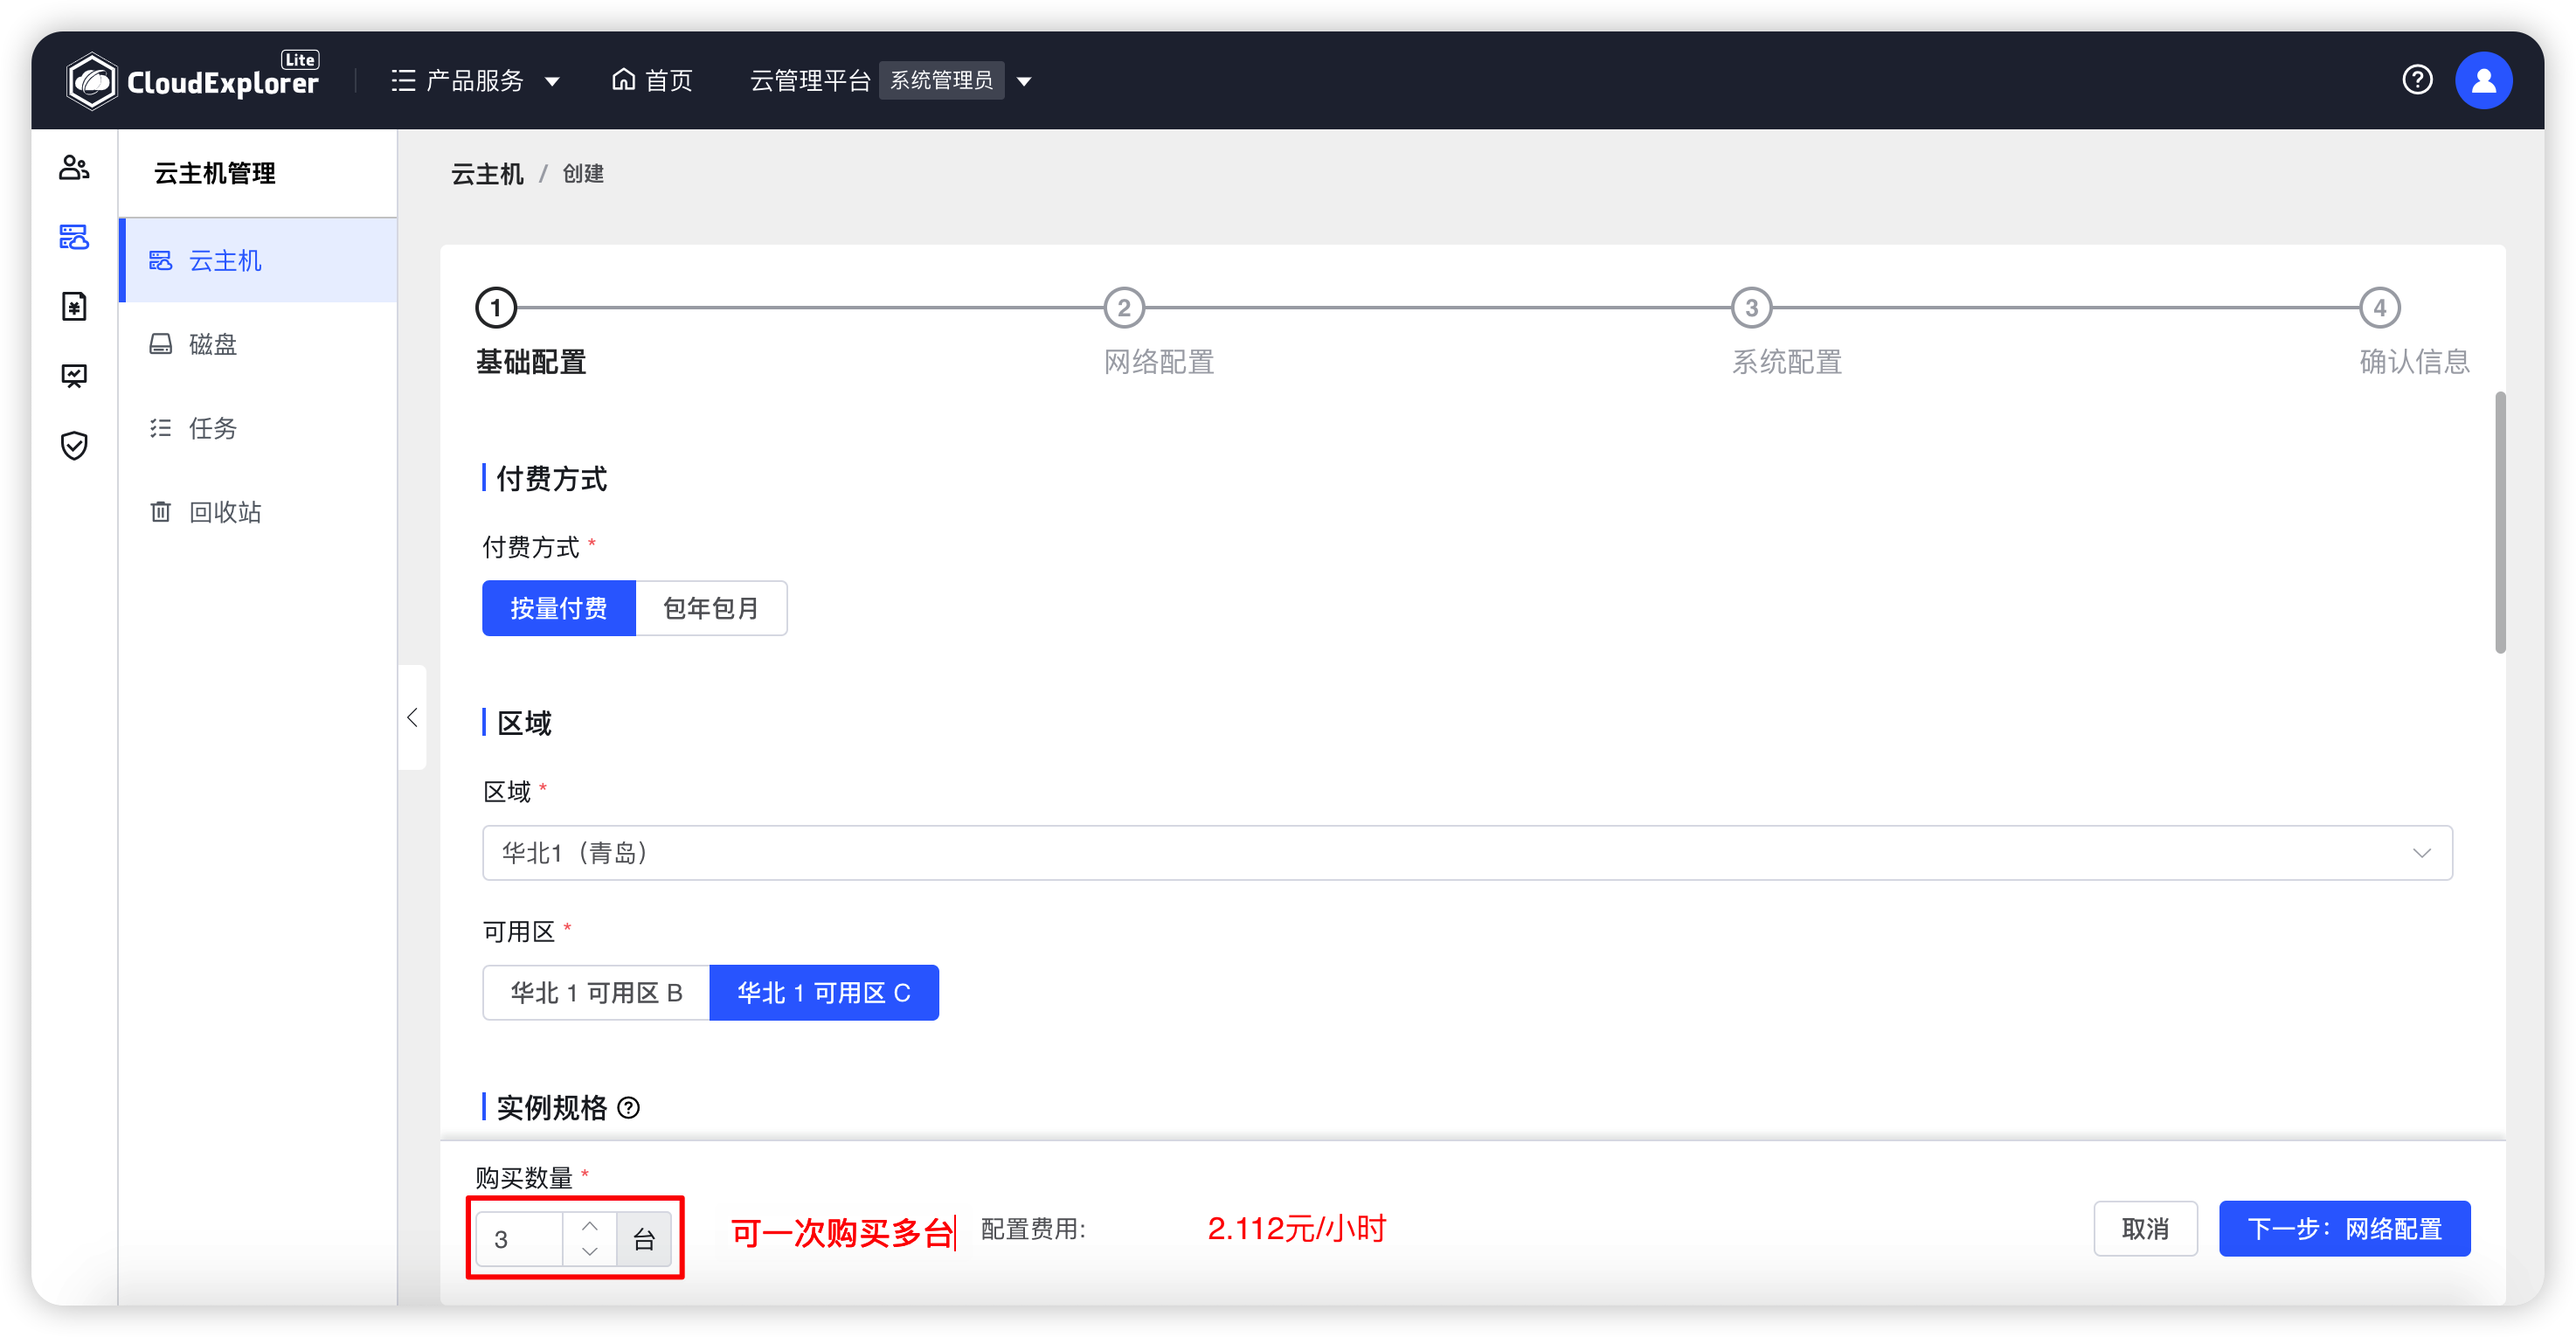 CloudExplorer Lite
产品服务
首页
云管理平台 系统管理员
云主机管理
云主机
磁盘
任务
回收站
云主机 / 创建
1
2
3
4
基础配置
网络配置
系统配置
确认信息
付费方式
付费方式 *
按量付费
包年包月
区域
区域 *
华北1（青岛）
可用区 *
华北 1 可用区 B
华北 1 可用区 C
实例规格
购买数量 *
3
台
可一次购买多台
配置费用:
2.112元/小时
取消
下一步：网络配置